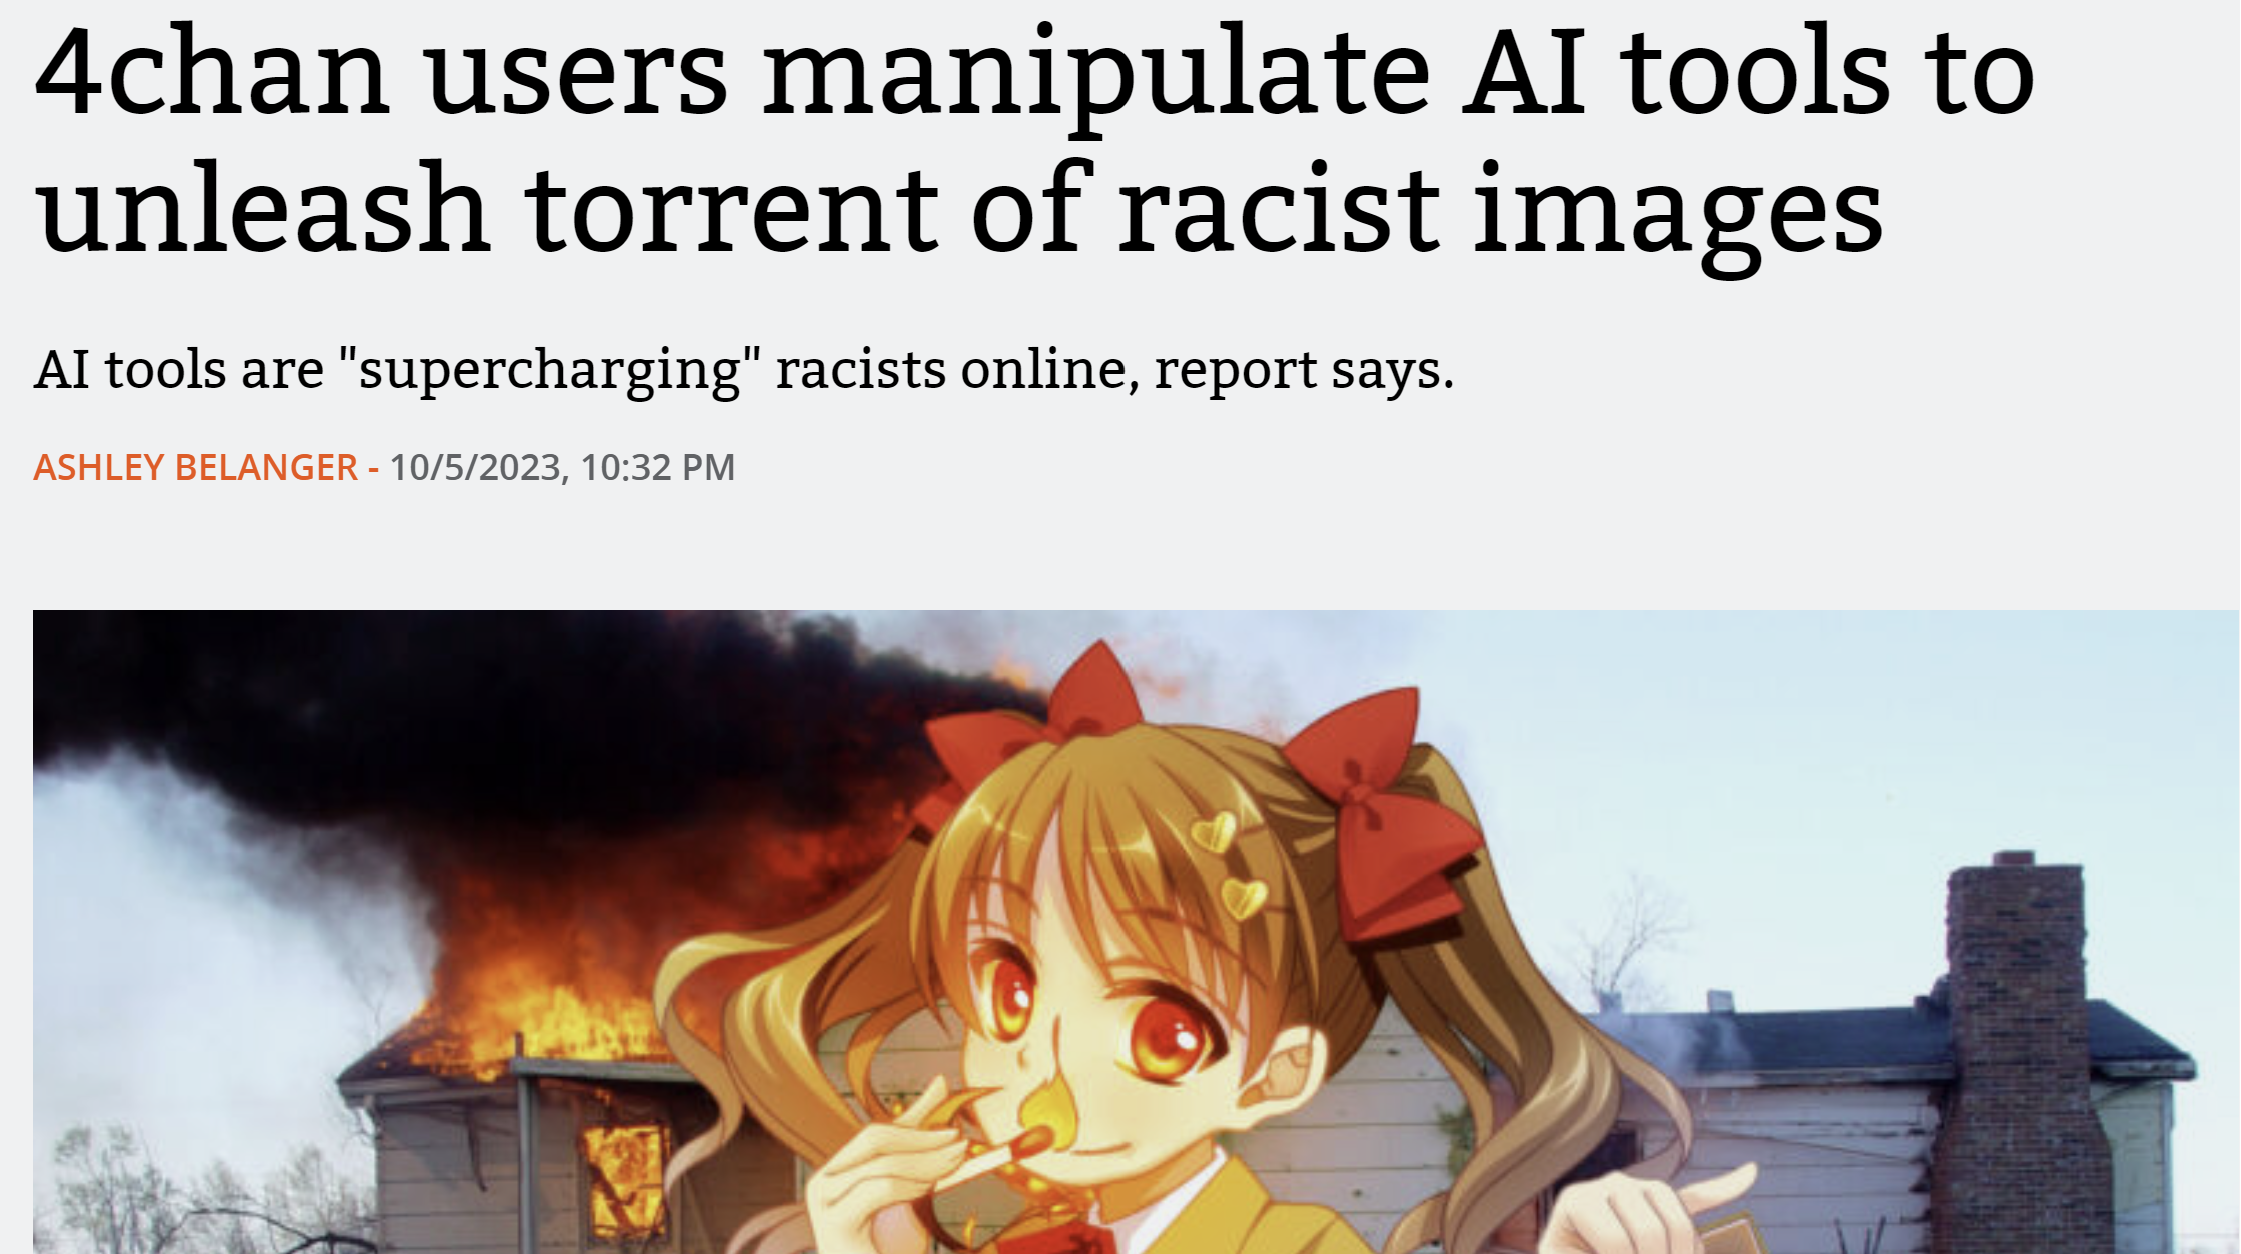 4chan users manipulate AI tools to
unleash torrent of racist images
AI tools are "supercharging" racists online, report says.
ASHLEY BELANGER - 10/5/2023, 10:32 PM